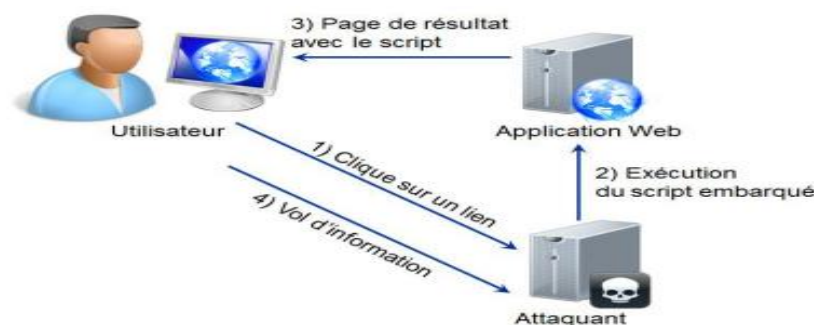 3) Page de résultat
avec le script
Utilisateur
Application Web
1) Clique sur un lien
2) Exécution
du script embarqué
4) Vol d'information
Attaquant